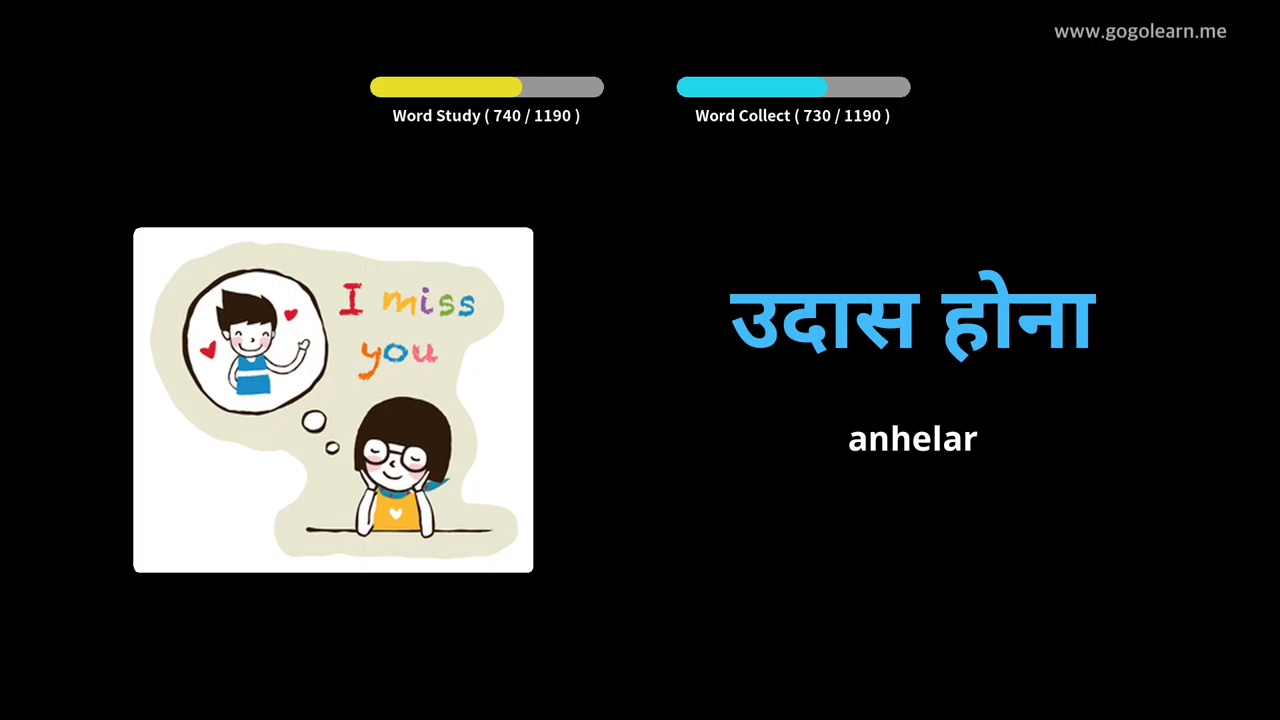 www.gogolearn.me
Word Study ( 740 / 1190 )
Word Collect ( 730 / 1190 )
I miss
you
उदास होना
anhelar